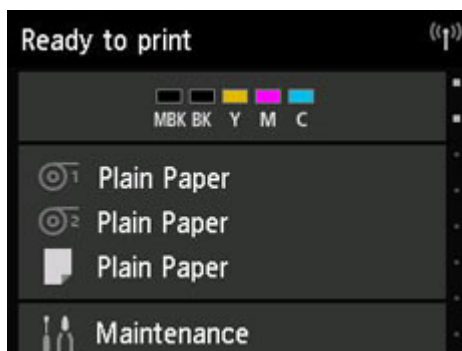 Ready to print
MBK BK Y M C
1 Plain Paper
2 Plain Paper
Plain Paper
Maintenance